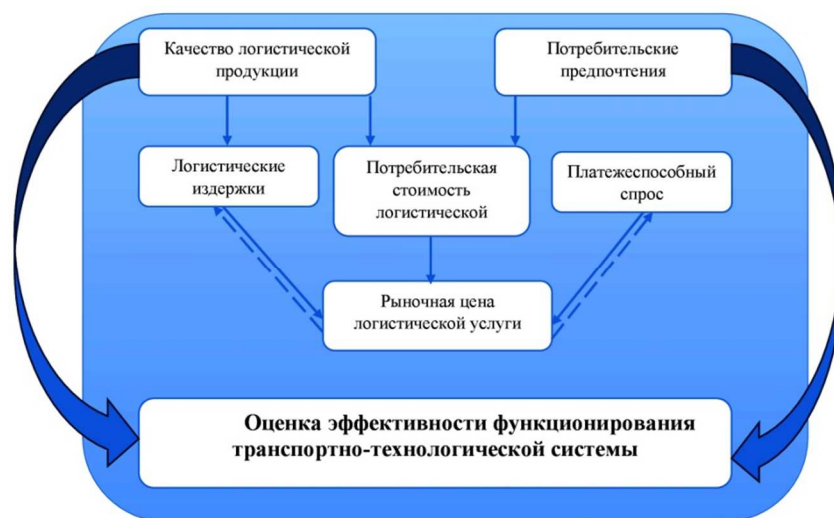 Качество логистической
продукции
Потребительские
предпочтения
Логистические
издержки
Потребительская
стоимость
логистической
Платежеспособный
спрос
Рыночная цена
логистической услуги
Оценка эффективности функционирования
транспортно-технологической системы